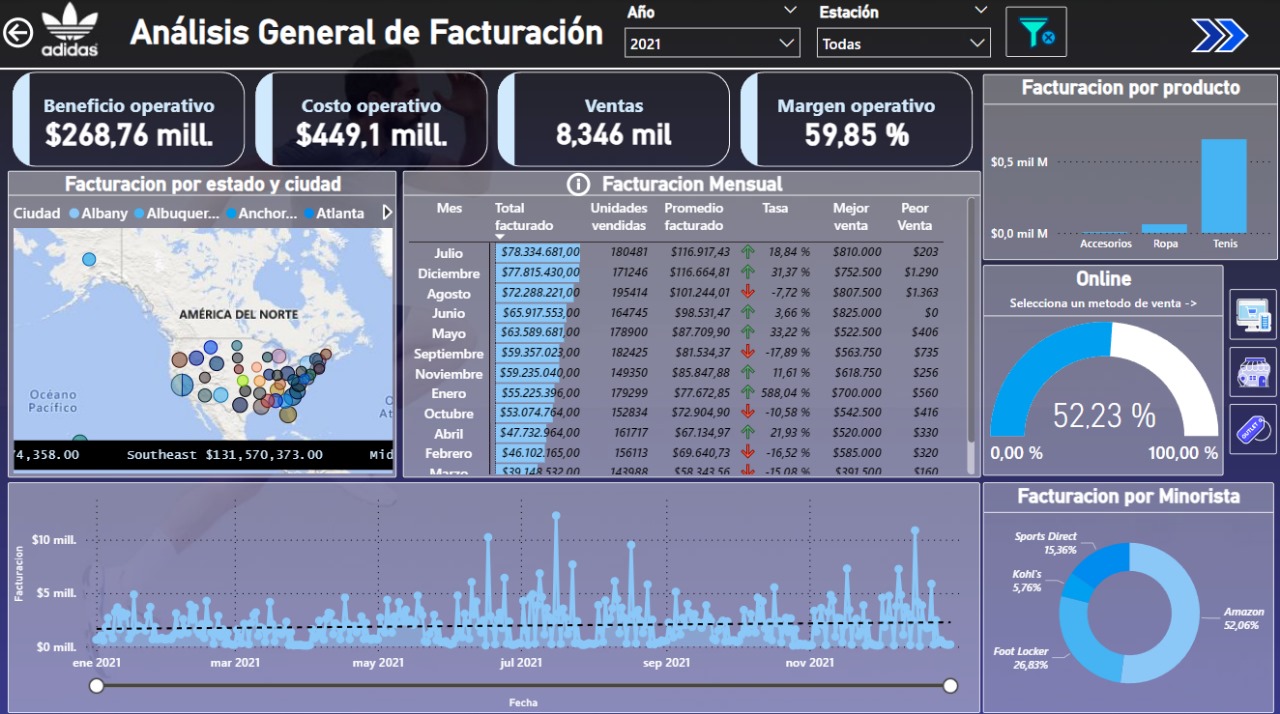 adidas
Análisis General de Facturación
Año
2021
Estación
Todas
Beneficio operativo
$268,76 mill.
Costo operativo
$449,1 mill.
Ventas
8,346 mil
Margen operativo
59,85 %
Facturacion por estado y ciudad
Ciudad Albany Albuquer... Anchor... Atlanta
AMÉRICA DEL NORTE
Océano
Pacífico
O
At
74,358.00 Southeast $131,570,373.00 Mid
Facturacion Mensual
Mes Total facturado Unidades vendidas Promedio facturado Tasa Mejor venta Peor Venta
Julio $78.334.681,00 180481 $116.917,43 18,84 % $810.000 $203
Diciembre $77.815.430,00 171246 $116.664,81 31,37 % $752.500 $1.290
Agosto $72.288.221,00 195414 $101.244,01 -7,72 % $807.500 $1.363
Junio $65.917.553,00 164745 $98.531,47 3,66 % $825.000 $0
Mayo $63.589.681,00 178900 $87.709,90 33,22 % $522.500 $406
Septiembre $59.357.023,00 182425 $81.534,37 -17,89 % $563.750 $735
Noviembre $59.235.040,00 149350 $85.847,88 11,61 % $618.750 $256
Enero $55.225.396,00 179299 $77.672,85 588,04 % $700.000 $560
Octubre $53.074.764,00 152834 $72.904,90 -10,58 % $542.500 $416
Abril $47.732.964,00 161717 $67.134,97 21,93 % $520.000 $330
Febrero $46.102.165,00 156113 $69.640,73 -16,52 % $585.000 $320
Marzo $39.148.532,00 143988 $58.343,56 -15,08 % $391.500 $160
Facturacion por producto
$0,5 mil M
$0,0 mil M
Accesorios Ropa Tenis
Online
Selecciona un metodo de venta ->
52,23 %
0,00 % 100,00 %
OUTLET
Facturacion
$10 mill.
$5 mill.
$0 mill.
ene 2021 mar 2021 may 2021 jul 2021 sep 2021 nov 2021
Fecha
Facturacion por Minorista
Sports Direct
15,36%
Kohl's
5,76%
Foot Locker
26,83%
Amazon
52,06%